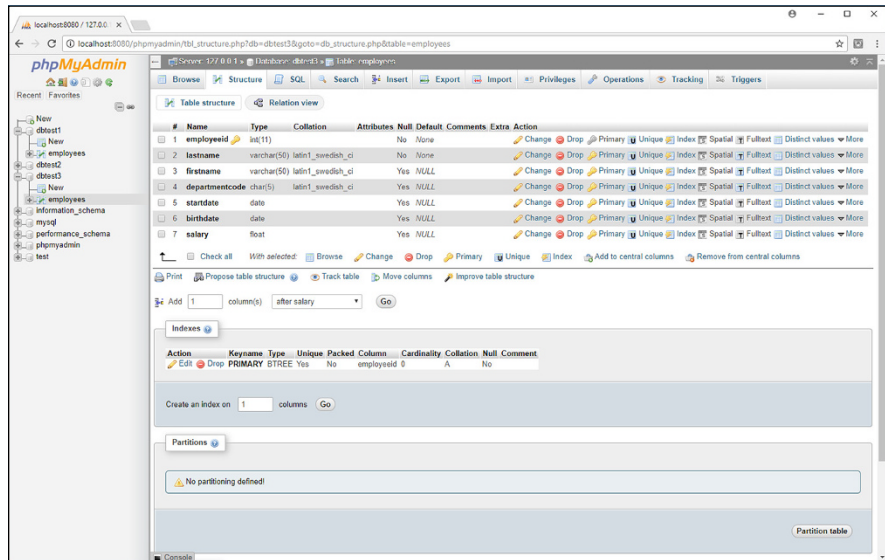 localhost:8080 / 127.0.0.1
localhost:8080/phpmyadmin/tbl_structure.php?db=dbtest3&goto=db_structure.php&table=employees
phpMyAdmin
Recent Favorites
New
dbtest1
New
employees
dbtest2
dbtest3
New
employees
information_schema
mysql
performance_schema
phpmyadmin
test
Server: 127.0.0.1 » Database: dbtest3 » Table: employees
Browse Structure SQL Search Insert Export Import Privileges Operations Tracking Triggers
Table structure Relation view
# Name Type Collation Attributes Null Default Comments Extra Action
1 employeeid int(11) No None Change Drop Primary Unique Index Spatial Fulltext Distinct values More
2 lastname varchar(50) latin1_swedish_ci No None Change Drop Primary Unique Index Spatial Fulltext Distinct values More
3 firstname varchar(50) latin1_swedish_ci Yes NULL Change Drop Primary Unique Index Spatial Fulltext Distinct values More
4 departmentcode char(5) latin1_swedish_ci Yes NULL Change Drop Primary Unique Index Spatial Fulltext Distinct values More
5 startdate date Yes NULL Change Drop Primary Unique Index Spatial Fulltext Distinct values More
6 birthdate date Yes NULL Change Drop Primary Unique Index Spatial Fulltext Distinct values More
7 salary float Yes NULL Change Drop Primary Unique Index Spatial Fulltext Distinct values More
Check all With selected: Browse Change Drop Primary Unique Index Add to central columns Remove from central columns
Print Propose table structure Track table Move columns Improve table structure
Add 1 column(s) after salary Go
Indexes
Action Keyname Type Unique Packed Column Cardinality Collation Null Comment
Edit Drop PRIMARY BTREE Yes No employeeid 0 A No
Create an index on 1 columns Go
Partitions
No partitioning defined!
Partition table
Console